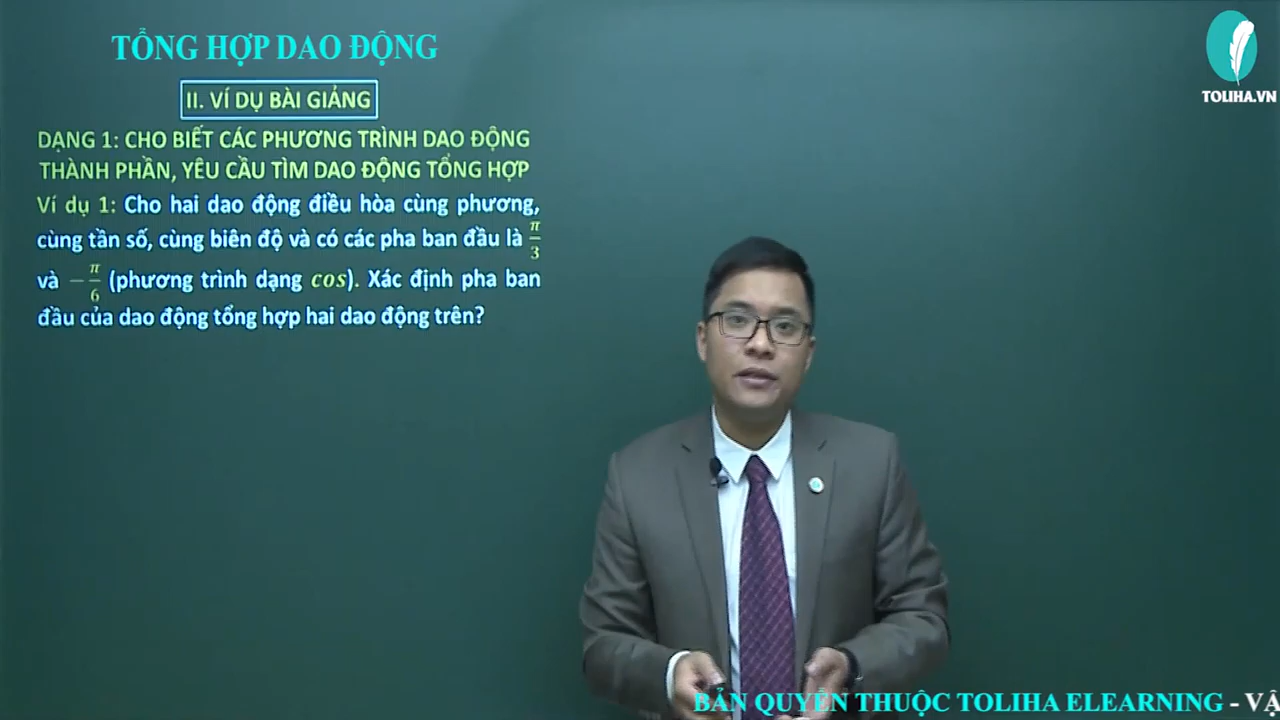 TỔNG HỢP DAO ĐỘNG
TOLIHA.VN
II. VÍ DỤ BÀI GIẢNG
DẠNG 1: CHO BIẾT CÁC PHƯƠNG TRÌNH DAO ĐỘNG
THÀNH PHẦN, YÊU CẦU TÌM DAO ĐỘNG TỔNG HỢP
Ví dụ 1: Cho hai dao động điều hòa cùng phương,
cùng tần số, cùng biên độ và có các pha ban đầu là π/3
và −π/6 (phương trình dạng cos). Xác định pha ban
đầu của dao động tổng hợp hai dao động trên?
BẢN QUYỀN THUỘC TOLIHA ELEARNING - VẬ